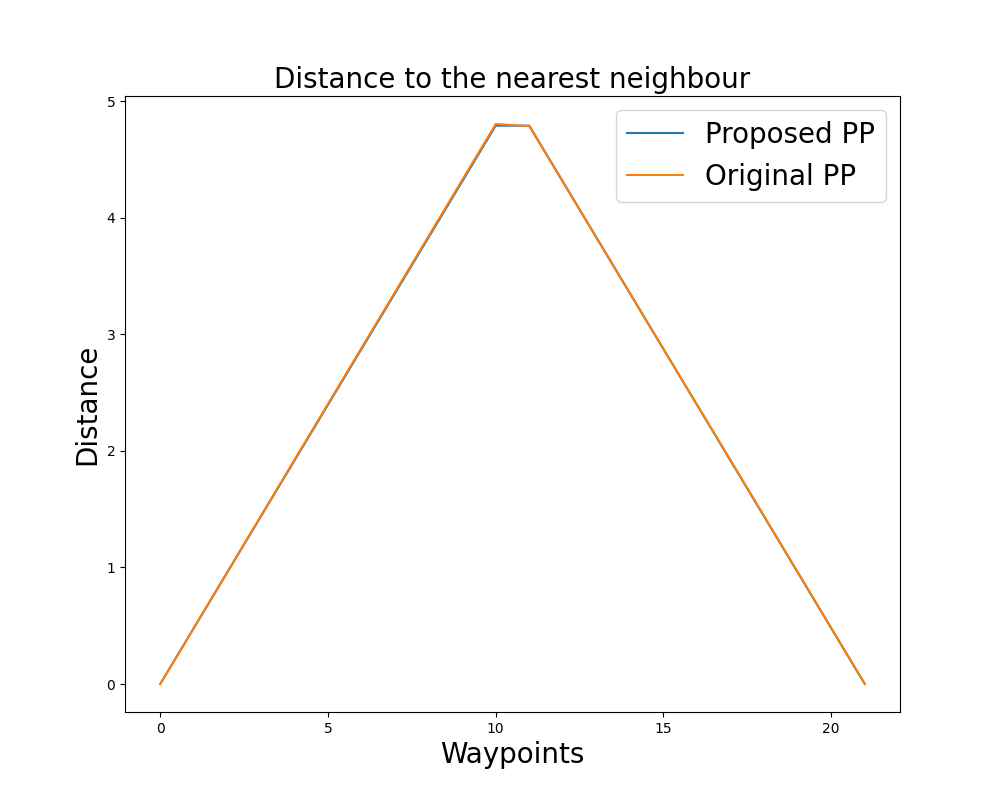 Distance to the nearest neighbour
Proposed PP
Original PP
5
4
3
2
1
0
Distance
0 5 10 15 20
Waypoints